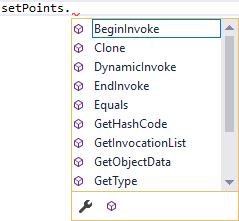 setPoints.
BeginInvoke
Clone
DynamicInvoke
EndInvoke
Equals
GetHashCode
GetInvocationList
GetObjectData
GetType